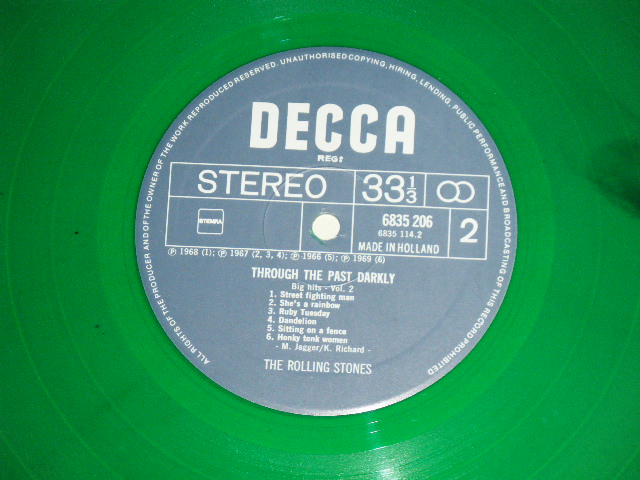 ALL RIGHTS OF THE PRODUCER AND OF THE OWNER OF THE WORK REPRODUCED RESERVED. UNAUTHORISED COPYING, HIRING, LENDING, PUBLIC PERFORMANCE AND BROADCASTING OF THIS RECORD PROHIBITED
DECCA
REGᵈ
STEREO
33 1/3
STEMRA
6835 206
6835 114.2
2
MADE IN HOLLAND
Ⓟ 1968 (1); Ⓟ 1967 (2, 3, 4); Ⓟ 1966 (5); Ⓟ 1969 (6)
THROUGH THE PAST DARKLY
Big hits - Vol. 2
1. Street fighting man
2. She's a rainbow
3. Ruby Tuesday
4. Dandelion
5. Sitting on a fence
6. Honky tonk women
- M. Jagger/K. Richard -
THE ROLLING STONES